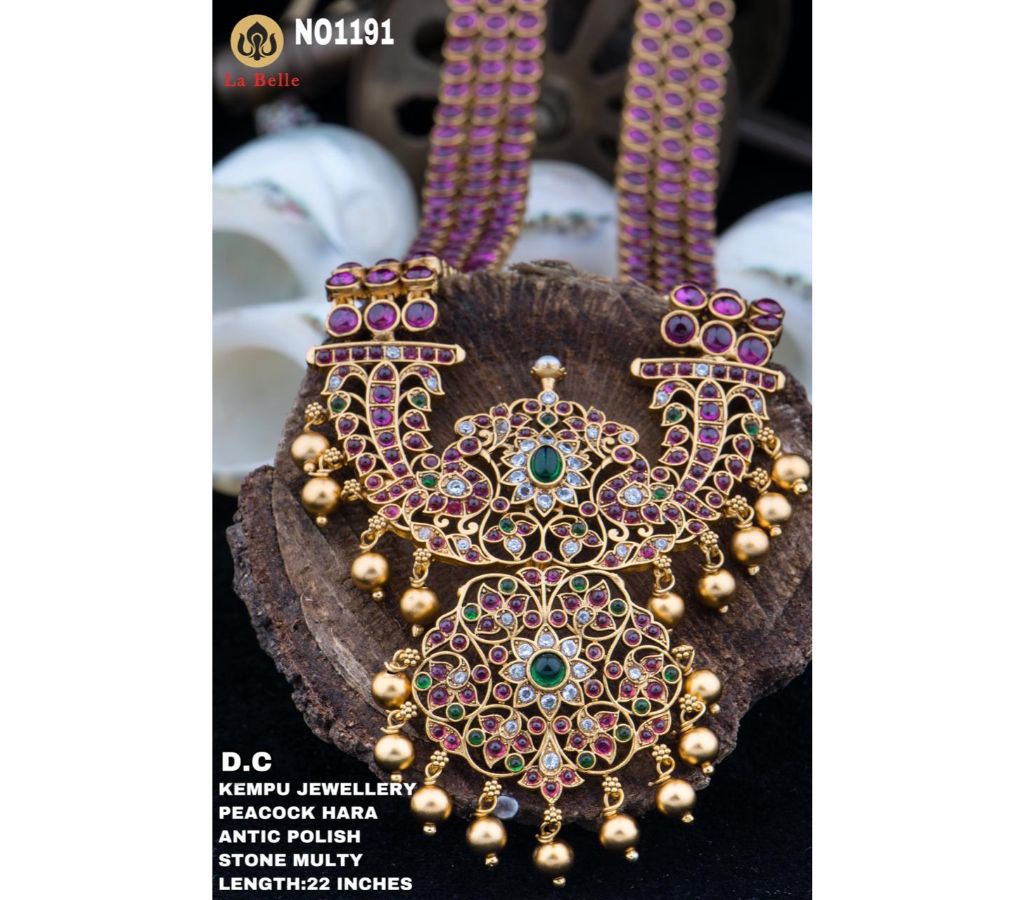 NO1191
La Belle
D.C
KEMPU JEWELLERY
PEACOCK HARA
ANTIC POLISH
STONE MULTY
LENGTH:22 INCHES